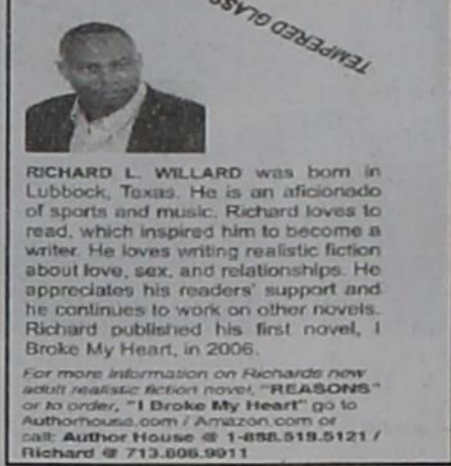 TEMPERED GLASS
RICHARD L. WILLARD was born in
Lubbock, Texas. He is an aficionado
of sports and music. Richard loves to
read, which inspired him to become a
writer. He loves writing realistic fiction
about love, sex, and relationships. He
appreciates his readers' support and
he continues to work on other novels.
Richard published his first novel, I
Broke My Heart, in 2006.
For more information on Richards new
adult realistic fiction novel, "REASONS"
or to order, "I Broke My Heart" go to
Authorhouse.com / Amazon.com or
call: Author House @ 1-888.519.5121 /
Richard @ 713.606.9911